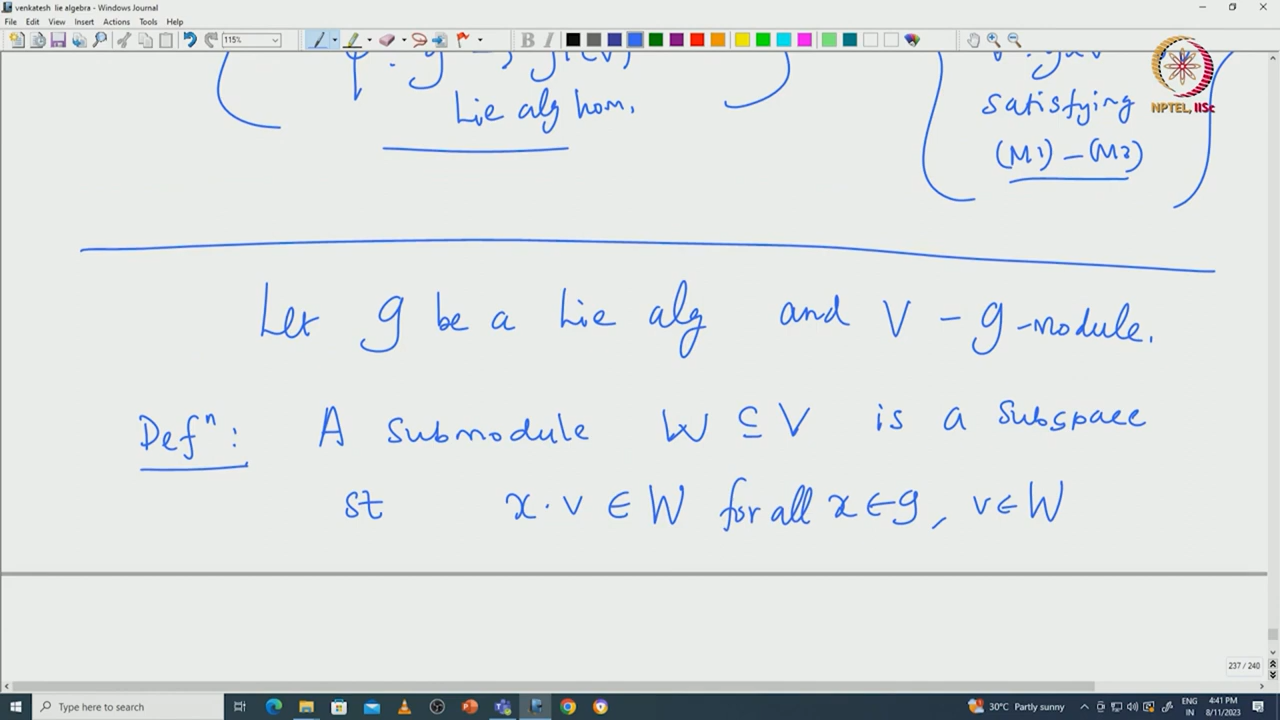 venkatesh lie algebra - Windows Journal
File Edit View Insert Actions Tools Help
115%
B I
NPTEL, IISc
Lie alg hom.
satisfying
(M1) - (M2)
Let g be a Lie alg and V - g-module.
Defⁿ: A submodule W ⊆ V is a subspace
st x · v ∈ W for all x ∈ g, v ∈ W
237 / 240
Type here to search
30°C Partly sunny
ENG
IN
4:41 PM
8/11/2023